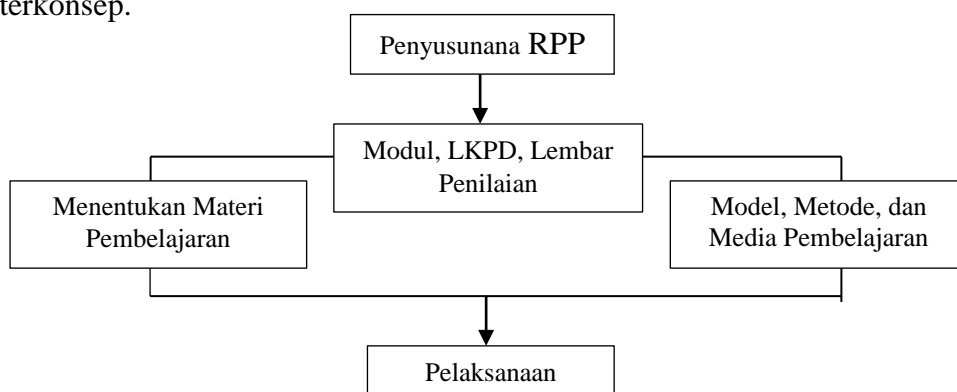 terkonsep.
Penyusunana RPP
Modul, LKPD, Lembar
Penilaian
Menentukan Materi
Pembelajaran
Model, Metode, dan
Media Pembelajaran
Pelaksanaan